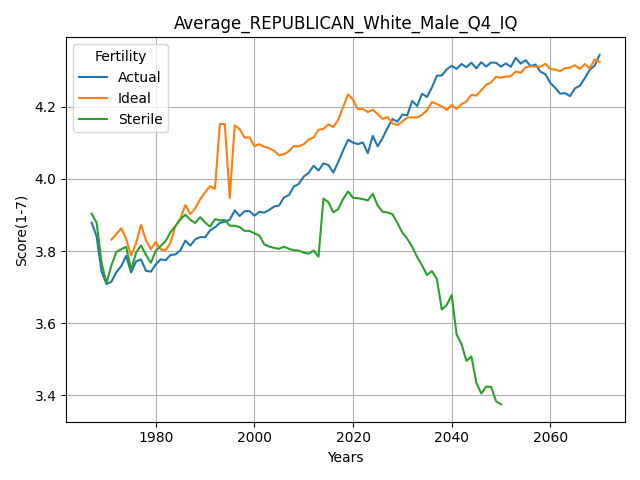 Average_REPUBLICAN_White_Male_Q4_IQ
Fertility
Actual
Ideal
Sterile
Score(1-7)
4.2
4.0
3.8
3.6
3.4
1980 2000 2020 2040 2060
Years